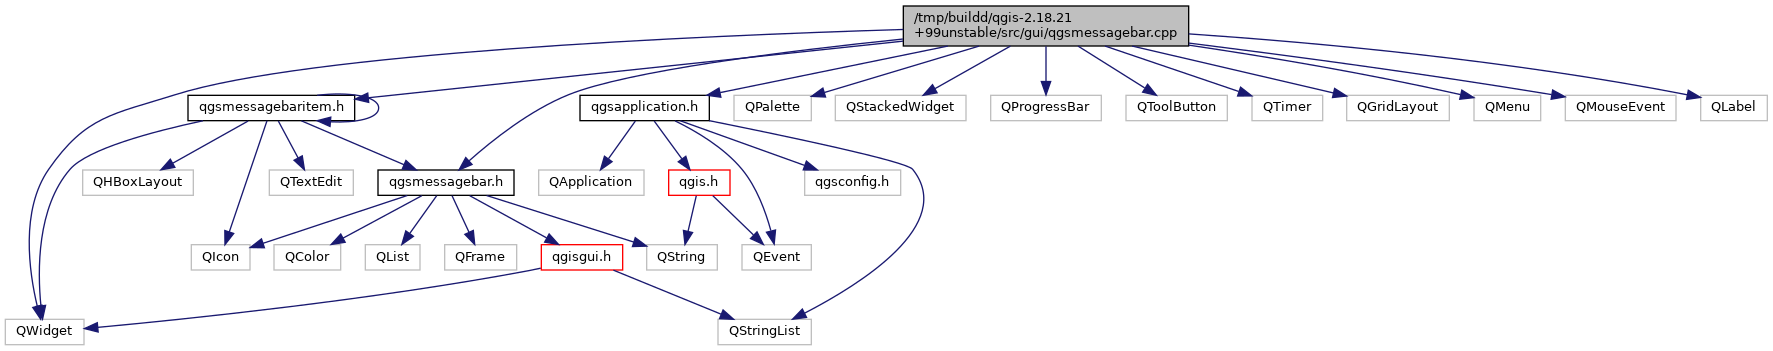 /tmp/buildd/qgis-2.18.21
+99unstable/src/gui/qgsmessagebar.cpp
qgsmessagebaritem.h
qgsapplication.h
QPalette
QStackedWidget
QProgressBar
QToolButton
QTimer
QGridLayout
QMenu
QMouseEvent
QLabel
QHBoxLayout
QTextEdit
qgsmessagebar.h
QApplication
qgis.h
qgsconfig.h
QIcon
QColor
QList
QFrame
qgisgui.h
QString
QEvent
QWidget
QStringList